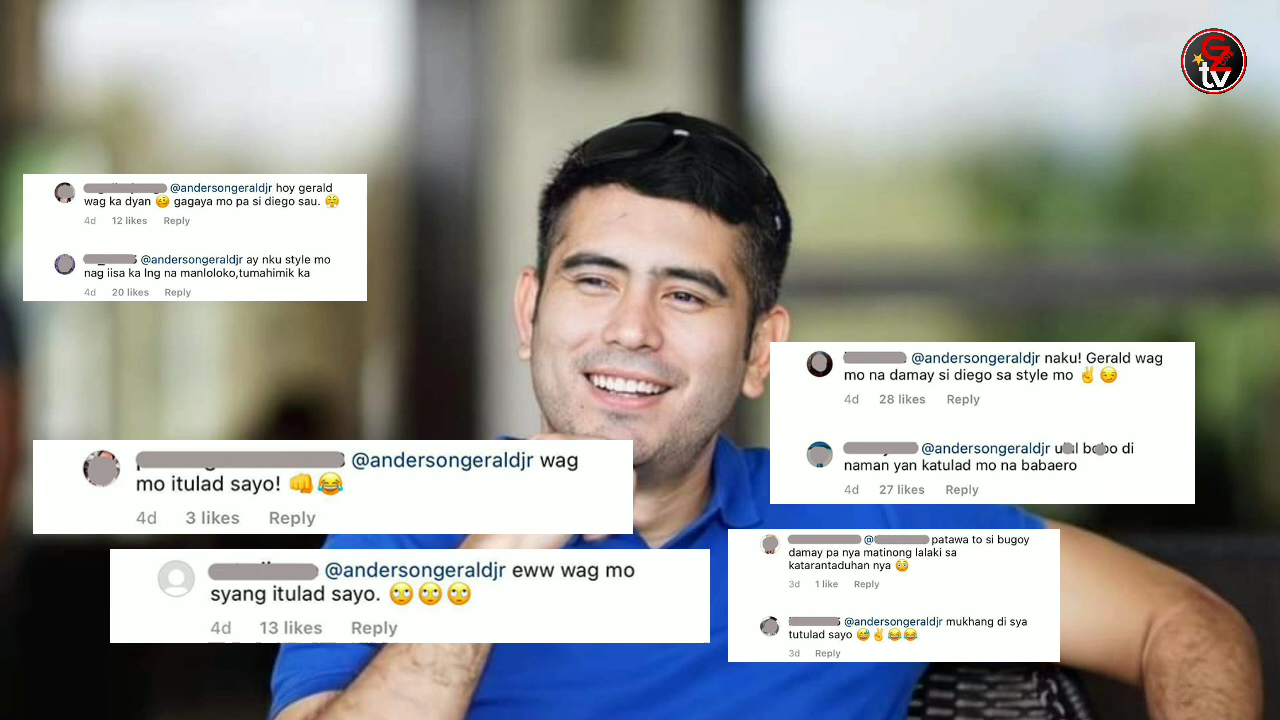 GZ
tv
@andersongeraldjr hoy gerald
wag ka dyan 🥴 gagaya mo pa si diego sau. 😤
4d 12 likes Reply
@andersongeraldjr ay nku style mo
nag iisa ka lng na manloloko,tumahimik ka
4d 20 likes Reply
@andersongeraldjr naku! Gerald wag
mo na damay si diego sa style mo ✌️😏
4d 28 likes Reply
@andersongeraldjr bobo di
naman yan katulad mo na babaero
4d 27 likes Reply
@andersongeraldjr wag
mo itulad sayo! 👊😂
4d 3 likes Reply
@andersongeraldjr eww wag mo
syang itulad sayo. 🙄🙄🙄
4d 13 likes Reply
@ patawa to si bugoy
damay pa nya matinong lalaki sa
katarantaduhan nya 😳
3d 1 like Reply
@andersongeraldjr mukhang di sya
tutulad sayo 😅✌️😂😂
3d Reply